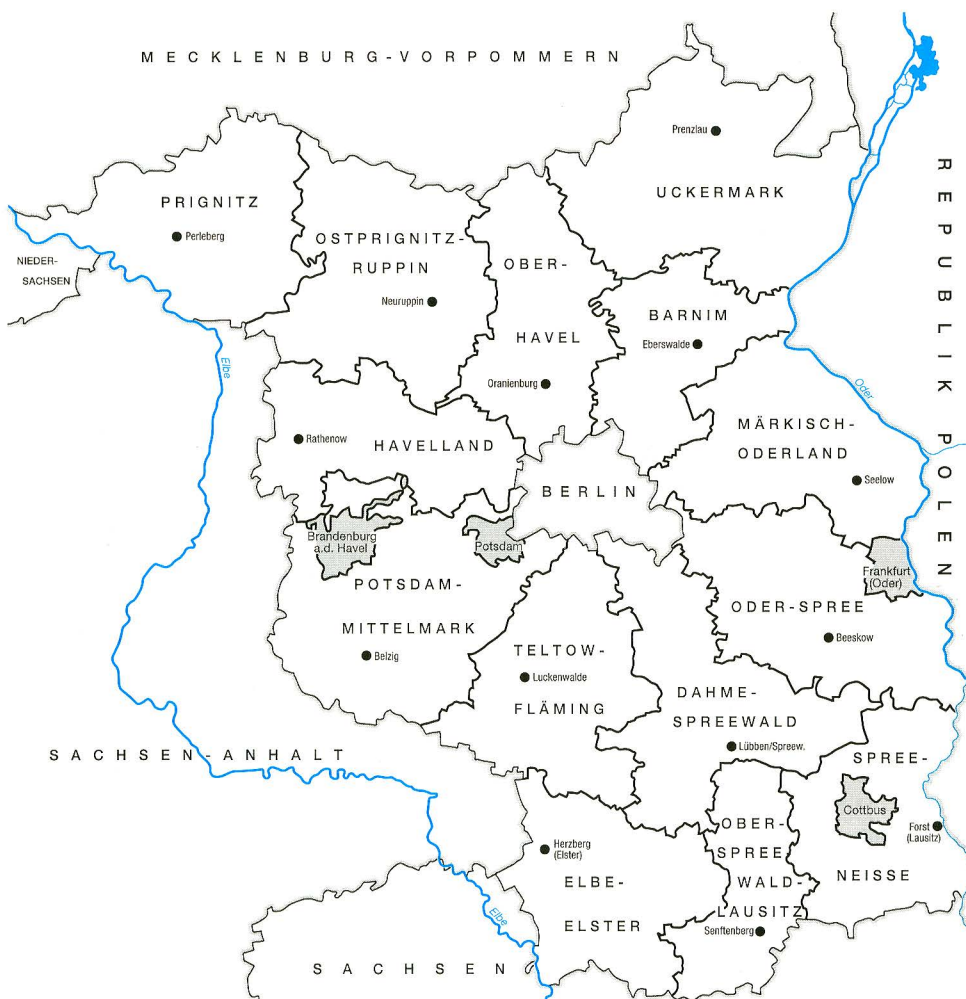 MECKLENBURG-VORPOMMERN
Prenzlau
UCKERMARK
REPUBLIK POLEN
PRIGNITZ
Perleberg
OSTPRIGNITZ-
RUPPIN
Neuruppin
NIEDER-
SACHSEN
OBER-
HAVEL
Oranienburg
BARNIM
Eberswalde
Elbe
Oder
MÄRKISCH-
ODERLAND
Seelow
Rathenow
HAVELLAND
BERLIN
Brandenburg
a.d. Havel
Potsdam
Frankfurt
(Oder)
POTSDAM-
MITTELMARK
Belzig
ODER-SPREE
Beeskow
TELTOW-
Luckenwalde
FLÄMING
DAHME-
SPREEWALD
Lübben/Spreew.
SACHSEN-ANHALT
SPREE-
Cottbus
Forst
(Lausitz)
NEISSE
OBER-
SPREE
WALD-
LAUSITZ
Senftenberg
Herzberg
(Elster)
ELBE-
ELSTER
Elbe
SACHSEN